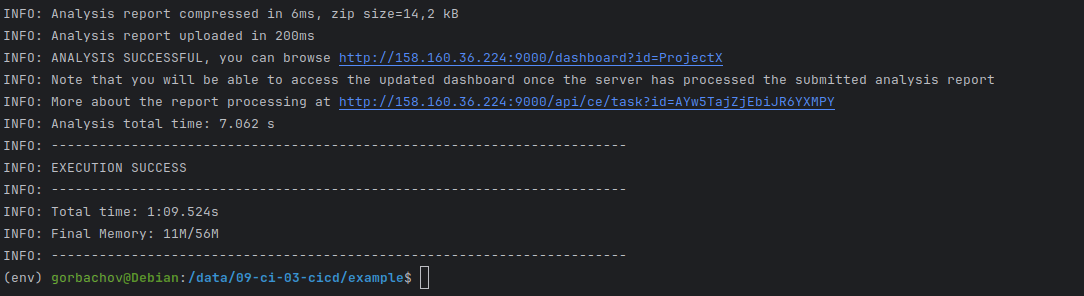 INFO: Analysis report compressed in 6ms, zip size=14,2 kB
INFO: Analysis report uploaded in 200ms
INFO: ANALYSIS SUCCESSFUL, you can browse http://158.160.36.224:9000/dashboard?id=ProjectX
INFO: Note that you will be able to access the updated dashboard once the server has processed the submitted analysis report
INFO: More about the report processing at http://158.160.36.224:9000/api/ce/task?id=AYw5TajZjEbiJR6YXMPY
INFO: Analysis total time: 7.062 s
INFO: ------------------------------------------------------------------------
INFO: EXECUTION SUCCESS
INFO: ------------------------------------------------------------------------
INFO: Total time: 1:09.524s
INFO: Final Memory: 11M/56M
INFO: ------------------------------------------------------------------------
(env) gorbachov@Debian:/data/09-ci-03-cicd/example$